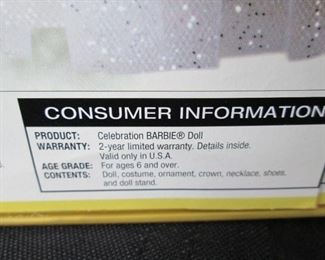 CONSUMER INFORMATION
PRODUCT: Celebration BARBIE® Doll
WARRANTY: 2-year limited warranty. Details inside.
Valid only in U.S.A.
AGE GRADE: For ages 6 and over.
CONTENTS: Doll, costume, ornament, crown, necklace, shoes,
and doll stand.